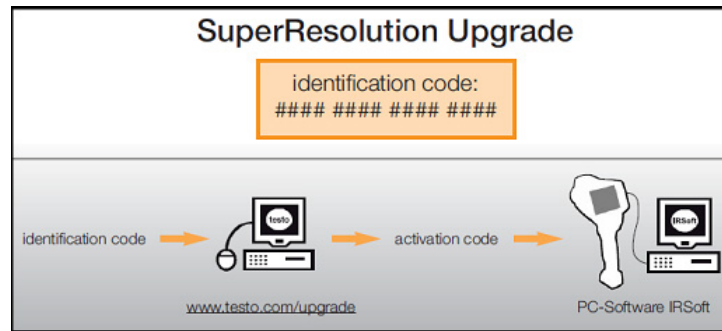 SuperResolution Upgrade
identification code:
#### #### #### ####
testo
IRSoft
identification code
activation code
www.testo.com/upgrade
PC-Software IRSoft